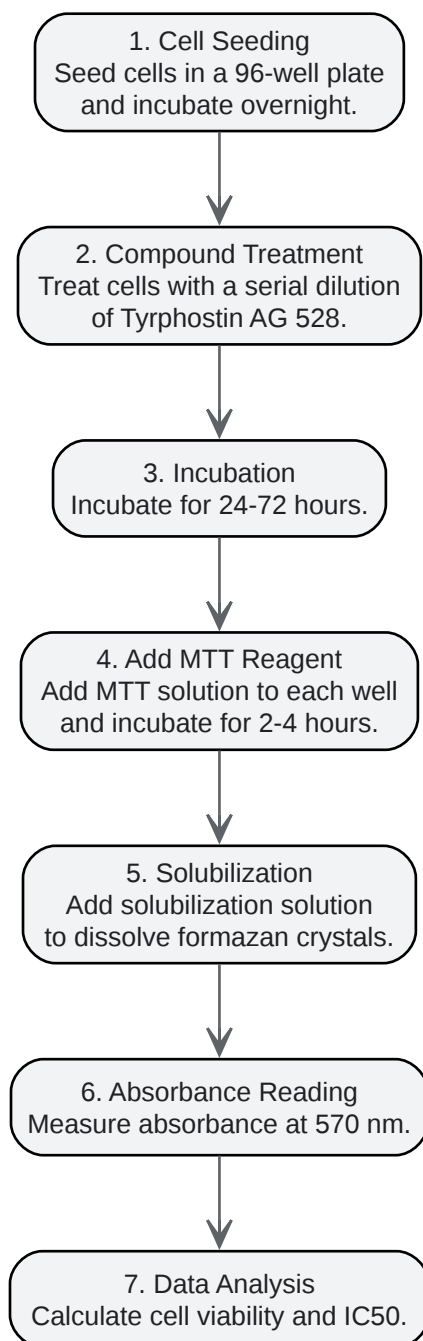 1. Cell Seeding
Seed cells in a 96-well plate
and incubate overnight.
2. Compound Treatment
Treat cells with a serial dilution
of Tyrphostin AG 528.
3. Incubation
Incubate for 24-72 hours.
4. Add MTT Reagent
Add MTT solution to each well
and incubate for 2-4 hours.
5. Solubilization
Add solubilization solution
to dissolve formazan crystals.
6. Absorbance Reading
Measure absorbance at 570 nm.
7. Data Analysis
Calculate cell viability and IC50.